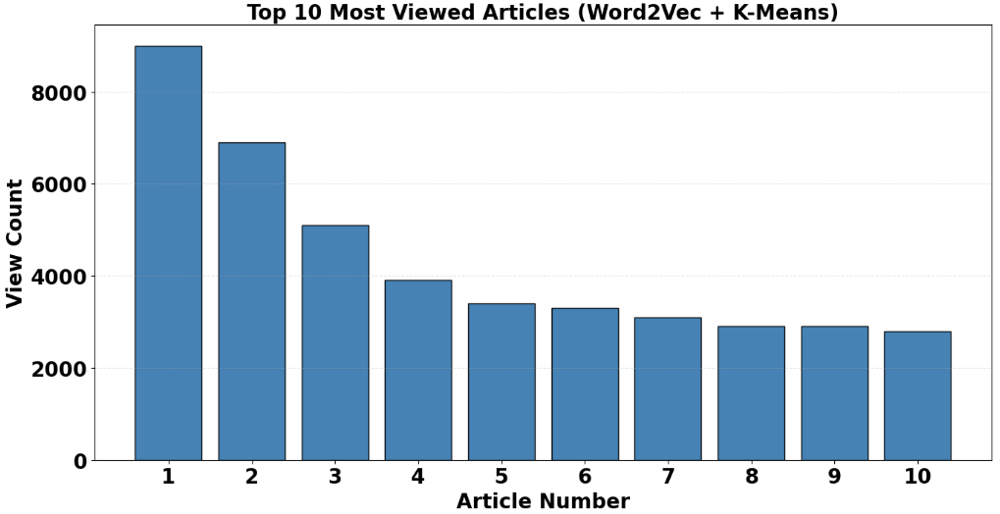 Top 10 Most Viewed Articles (Word2Vec + K-Means)
View Count
8000
6000
4000
2000
0
1 2 3 4 5 6 7 8 9 10
Article Number